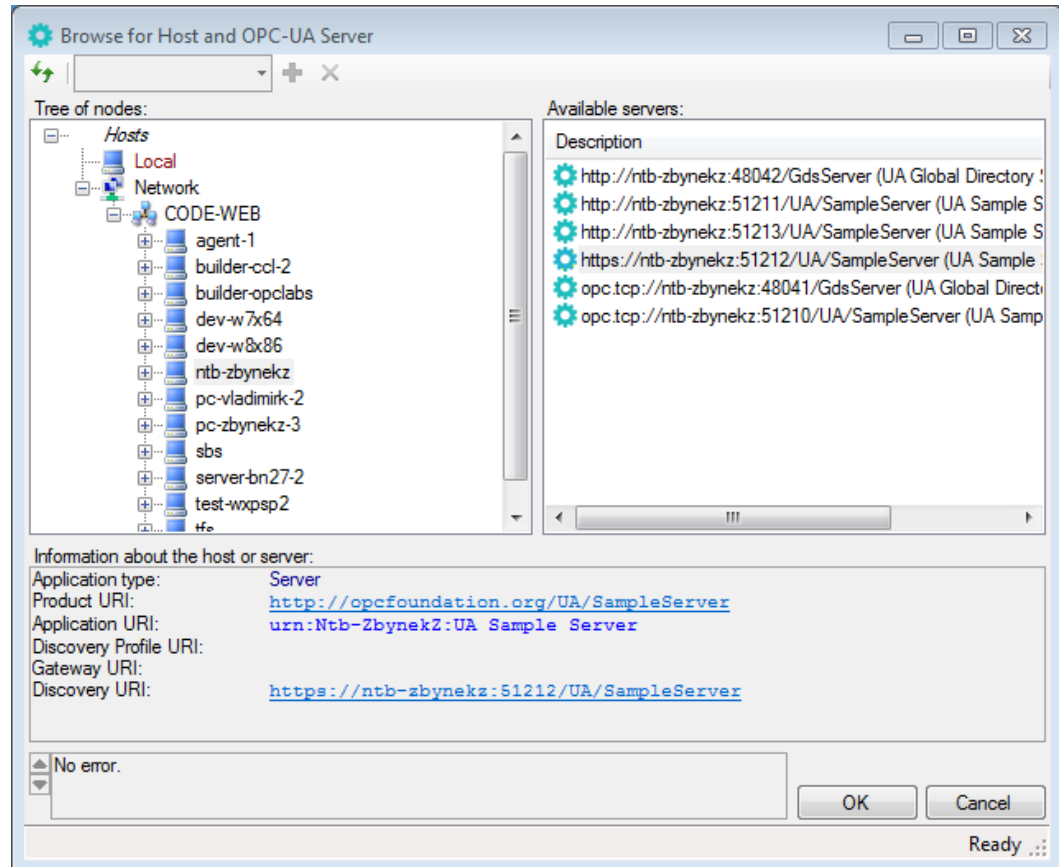 Browse for Host and OPC-UA Server
Tree of nodes:
Hosts
Local
Network
CODE-WEB
agent-1
builder-ccl-2
builder-opclabs
dev-w7x64
dev-w8x86
ntb-zbynekz
pc-vladimirk-2
pc-zbynekz-3
sbs
server-bn27-2
test-wxpsp2
tfs
Available servers:
Description
http://ntb-zbynekz:48042/GdsServer (UA Global Directory
http://ntb-zbynekz:51211/UA/SampleServer (UA Sample S
http://ntb-zbynekz:51213/UA/SampleServer (UA Sample S
https://ntb-zbynekz:51212/UA/SampleServer (UA Sample
opc.tcp://ntb-zbynekz:48041/GdsServer (UA Global Directo
opc.tcp://ntb-zbynekz:51210/UA/SampleServer (UA Samp
Information about the host or server:
Application type: Server
Product URI: http://opcfoundation.org/UA/SampleServer
Application URI: urn:Ntb-ZbynekZ:UA Sample Server
Discovery Profile URI:
Gateway URI:
Discovery URI: https://ntb-zbynekz:51212/UA/SampleServer
No error.
OK Cancel
Ready